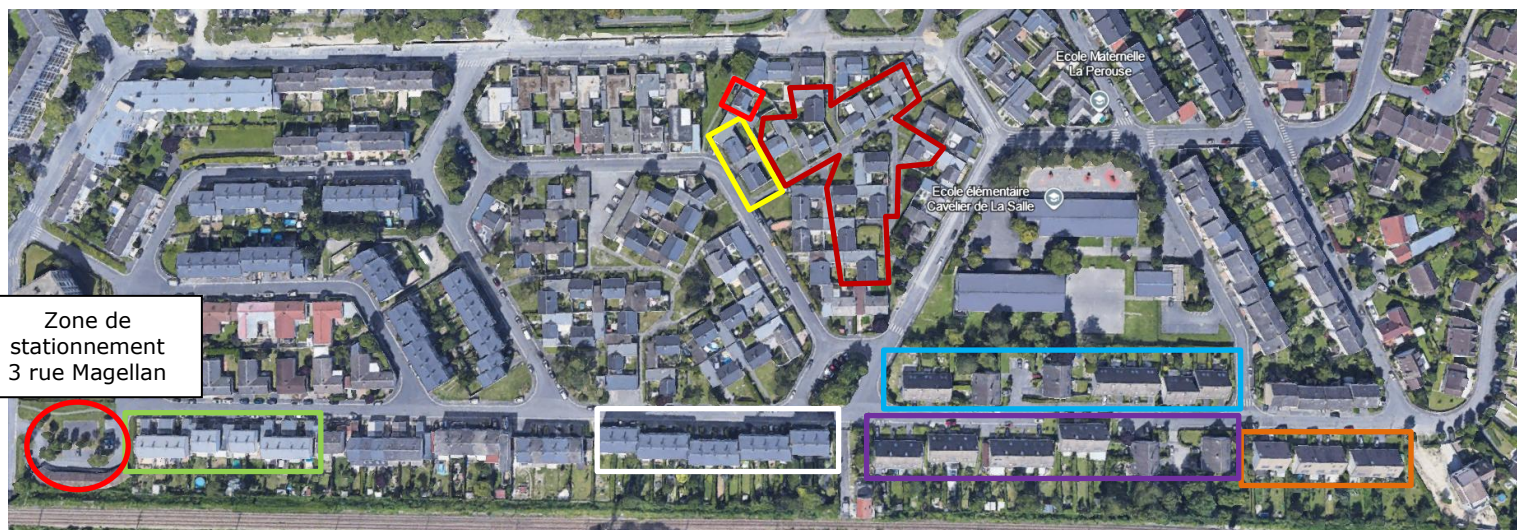 Ecole Maternelle
La Perouse
Ecole élémentaire
Cavelier de La Salle
Zone de
stationnement
3 rue Magellan